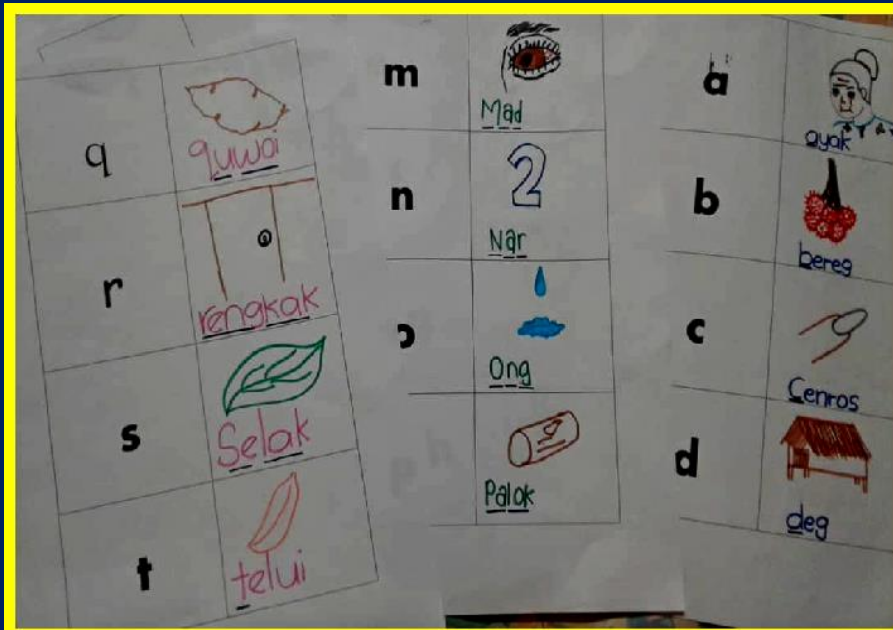 q
quwai
r
rengkak
s
Selak
t
telui
m
Mad
n
2
Nar
Ong
Palok
a
ayak
b
bereg
c
Cenros
d
deg